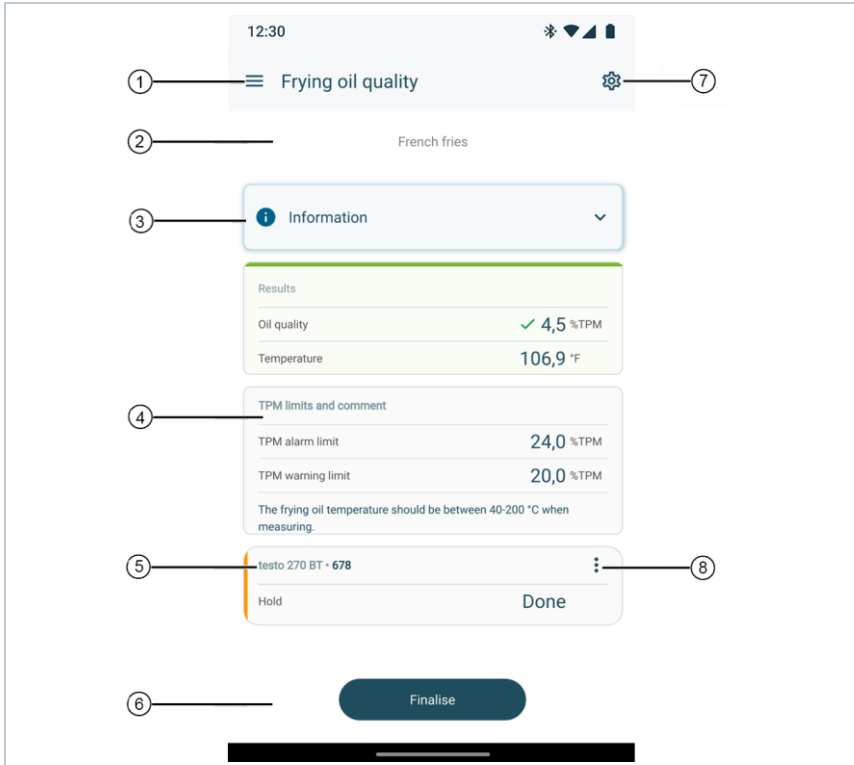 12:30
1 Frying oil quality 7
2 French fries
3 Information
Results
Oil quality 4,5 %TPM
Temperature 106,9 °F
4 TPM limits and comment
TPM alarm limit 24,0 %TPM
TPM warning limit 20,0 %TPM
The frying oil temperature should be between 40-200 °C when
measuring.
5 testo 270 BT • 678 8
Hold Done
6 Finalise